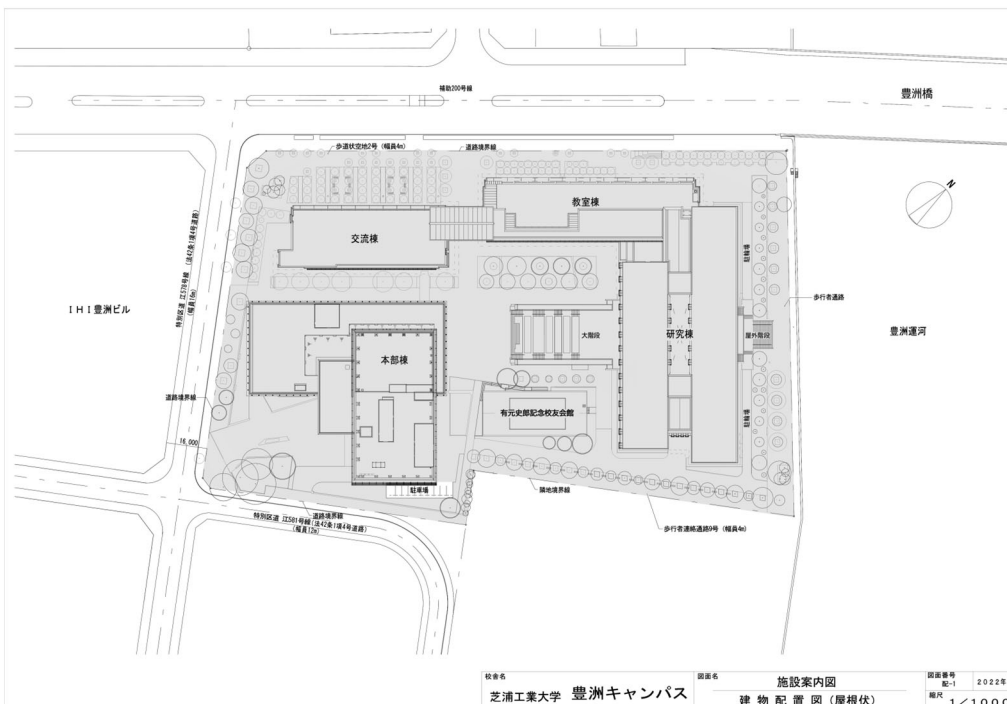 補助200号線
豊洲橋
歩道状空地2号 (幅員4m)
道路境界線
N
教室棟
交流棟
特別区道 江578号線 (法42条1項4号道路)
(幅員16m)
駐輪場
歩行者通路
IHI豊洲ビル
豊洲運河
大階段
研究棟
屋外階段
本部棟
道路境界線
有元史郎記念校友会館
駐輪場
16,000
駐車場
隣地境界線
道路境界線
特別区道 江581号線(法42条1項4号道路)
(幅員12m)
歩行者連絡通路9号 (幅員4m)
校舎名
芝浦工業大学 豊洲キャンパス
図面名
施設案内図
建物配置図(屋根伏)
図面番号
配-1
2022年
縮尺
1/1000